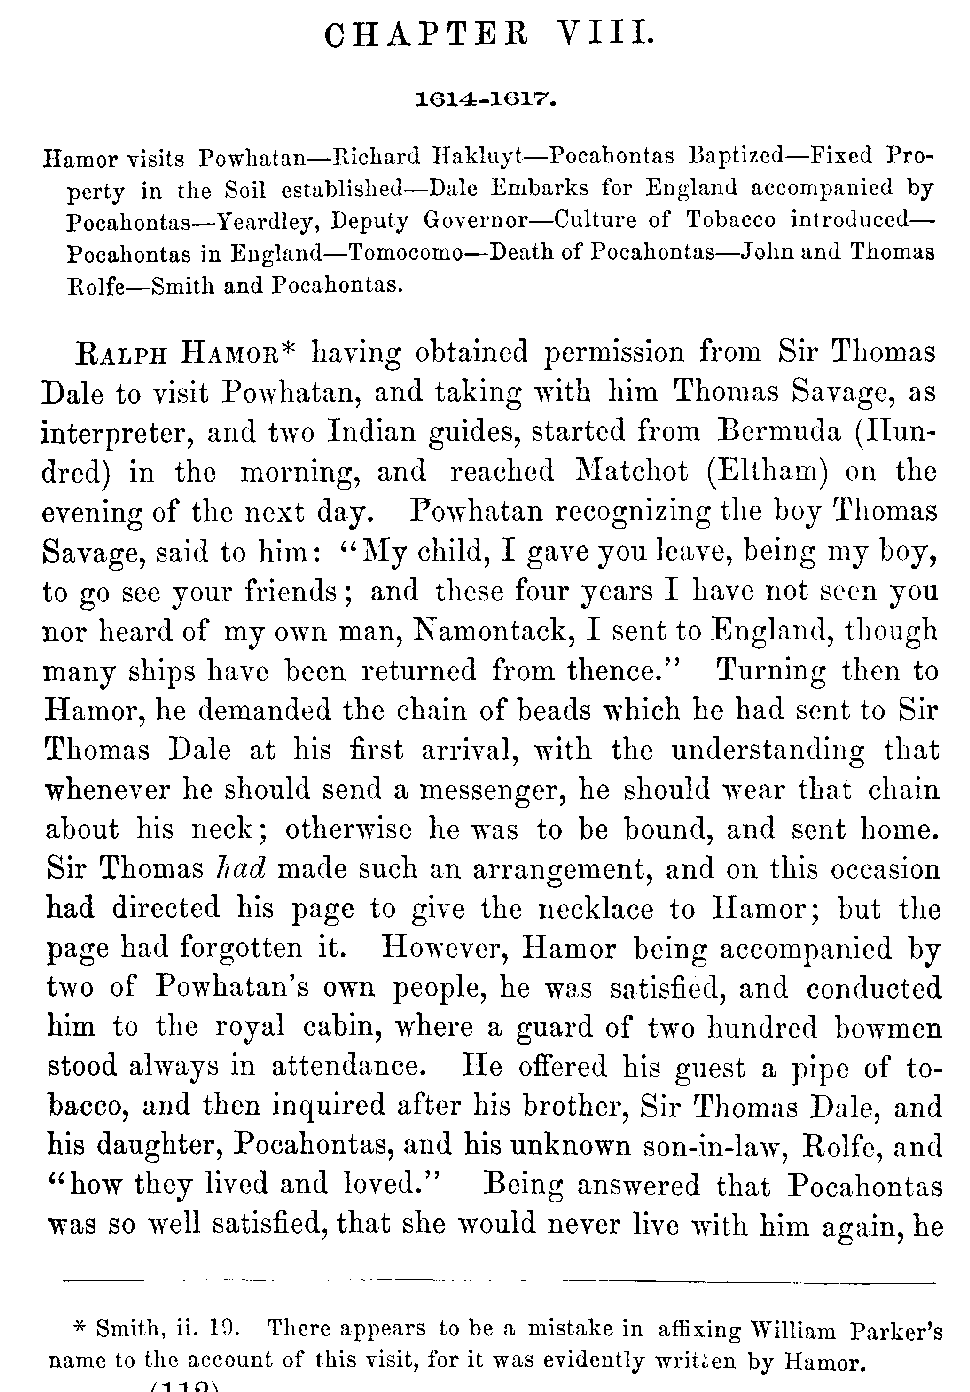 CHAPTER VIII.
1614-1617.
Hamor visits Powhatan—Richard Hakluyt—Pocahontas Baptized—Fixed Pro-
perty in the Soil established—Dale Embarks for England accompanied by
Pocahontas—Yeardley, Deputy Governor—Culture of Tobacco introduced—
Pocahontas in England—Tomocomo—Death of Pocahontas—John and Thomas
Rolfe—Smith and Pocahontas.
RALPH HAMOR* having obtained permission from Sir Thomas
Dale to visit Powhatan, and taking with him Thomas Savage, as
interpreter, and two Indian guides, started from Bermuda (Hun-
dred) in the morning, and reached Matchot (Eltham) on the
evening of the next day. Powhatan recognizing the boy Thomas
Savage, said to him: “My child, I gave you leave, being my boy,
to go see your friends; and these four years I have not seen you
nor heard of my own man, Namontack, I sent to England, though
many ships have been returned from thence.” Turning then to
Hamor, he demanded the chain of beads which he had sent to Sir
Thomas Dale at his first arrival, with the understanding that
whenever he should send a messenger, he should wear that chain
about his neck; otherwise he was to be bound, and sent home.
Sir Thomas had made such an arrangement, and on this occasion
had directed his page to give the necklace to Hamor; but the
page had forgotten it. However, Hamor being accompanied by
two of Powhatan’s own people, he was satisfied, and conducted
him to the royal cabin, where a guard of two hundred bowmen
stood always in attendance. He offered his guest a pipe of to-
bacco, and then inquired after his brother, Sir Thomas Dale, and
his daughter, Pocahontas, and his unknown son-in-law, Rolfe, and
“how they lived and loved.” Being answered that Pocahontas
was so well satisfied, that she would never live with him again, he
* Smith, ii. 19. There appears to be a mistake in affixing William Parker’s
name to the account of this visit, for it was evidently written by Hamor.
(112)